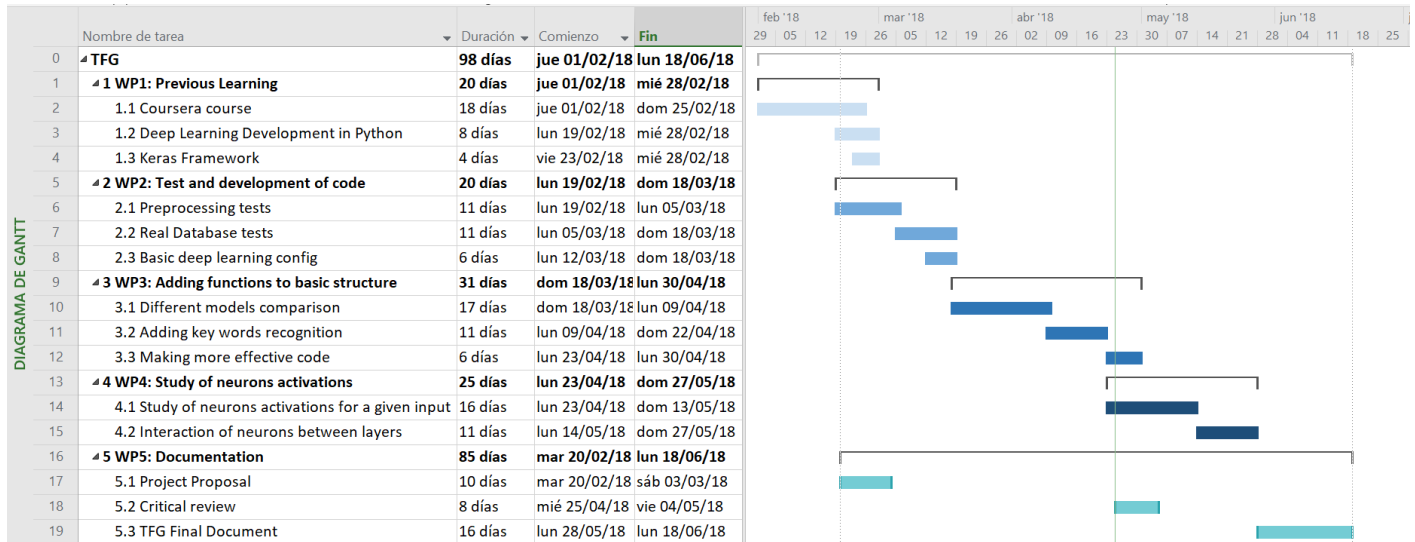 feb '18 mar '18 abr '18 may '18 jun '18
Nombre de tarea Duración Comienzo Fin 29 05 12 19 26 05 12 19 26 02 09 16 23 30 07 14 21 28 04 11 18 25
0 TFG 98 días jue 01/02/18 lun 18/06/18
1 1 WP1: Previous Learning 20 días jue 01/02/18 mié 28/02/18
2 1.1 Coursera course 18 días jue 01/02/18 dom 25/02/18
3 1.2 Deep Learning Development in Python 8 días lun 19/02/18 mié 28/02/18
4 1.3 Keras Framework 4 días vie 23/02/18 mié 28/02/18
5 2 WP2: Test and development of code 20 días lun 19/02/18 dom 18/03/18
6 2.1 Preprocessing tests 11 días lun 19/02/18 lun 05/03/18
7 2.2 Real Database tests 11 días lun 05/03/18 dom 18/03/18
8 2.3 Basic deep learning config 6 días lun 12/03/18 dom 18/03/18
9 3 WP3: Adding functions to basic structure 31 días dom 18/03/18 lun 30/04/18
10 3.1 Different models comparison 17 días dom 18/03/18 lun 09/04/18
11 3.2 Adding key words recognition 11 días lun 09/04/18 dom 22/04/18
12 3.3 Making more effective code 6 días lun 23/04/18 lun 30/04/18
13 4 WP4: Study of neurons activations 25 días lun 23/04/18 dom 27/05/18
14 4.1 Study of neurons activations for a given input 16 días lun 23/04/18 dom 13/05/18
15 4.2 Interaction of neurons between layers 11 días lun 14/05/18 dom 27/05/18
16 5 WP5: Documentation 85 días mar 20/02/18 lun 18/06/18
17 5.1 Project Proposal 10 días mar 20/02/18 sáb 03/03/18
18 5.2 Critical review 8 días mié 25/04/18 vie 04/05/18
19 5.3 TFG Final Document 16 días lun 28/05/18 lun 18/06/18
DIAGRAMA DE GANTT